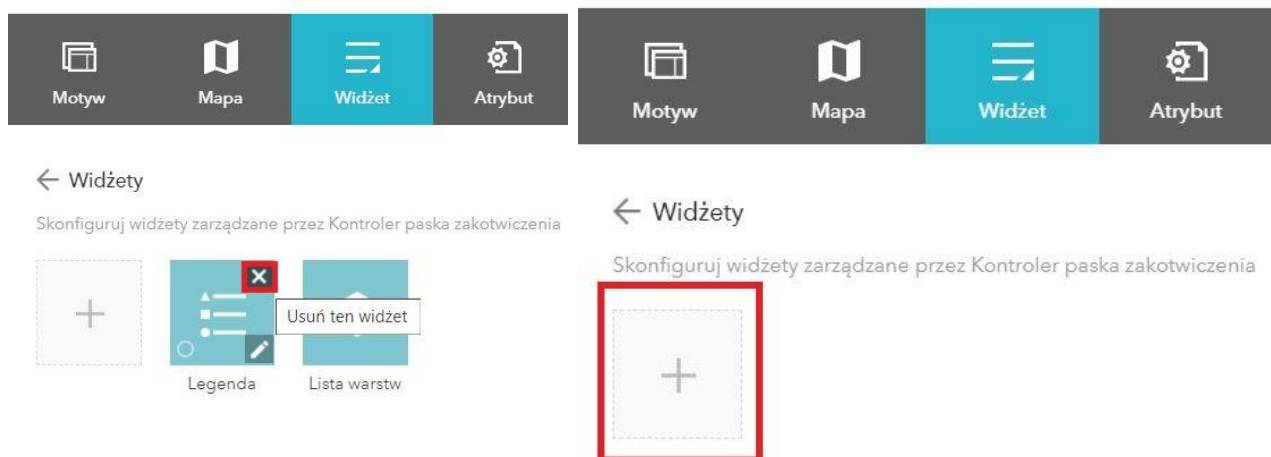 Motyw
Mapa
Widżet
Atrybut
← Widżety
Skonfiguruj widżety zarządzane przez Kontroler paska zakotwiczenia
Usuń ten widżet
Legenda
Lista warstw
Motyw
Mapa
Widżet
Atrybut
← Widżety
Skonfiguruj widżety zarządzane przez Kontroler paska zakotwiczenia